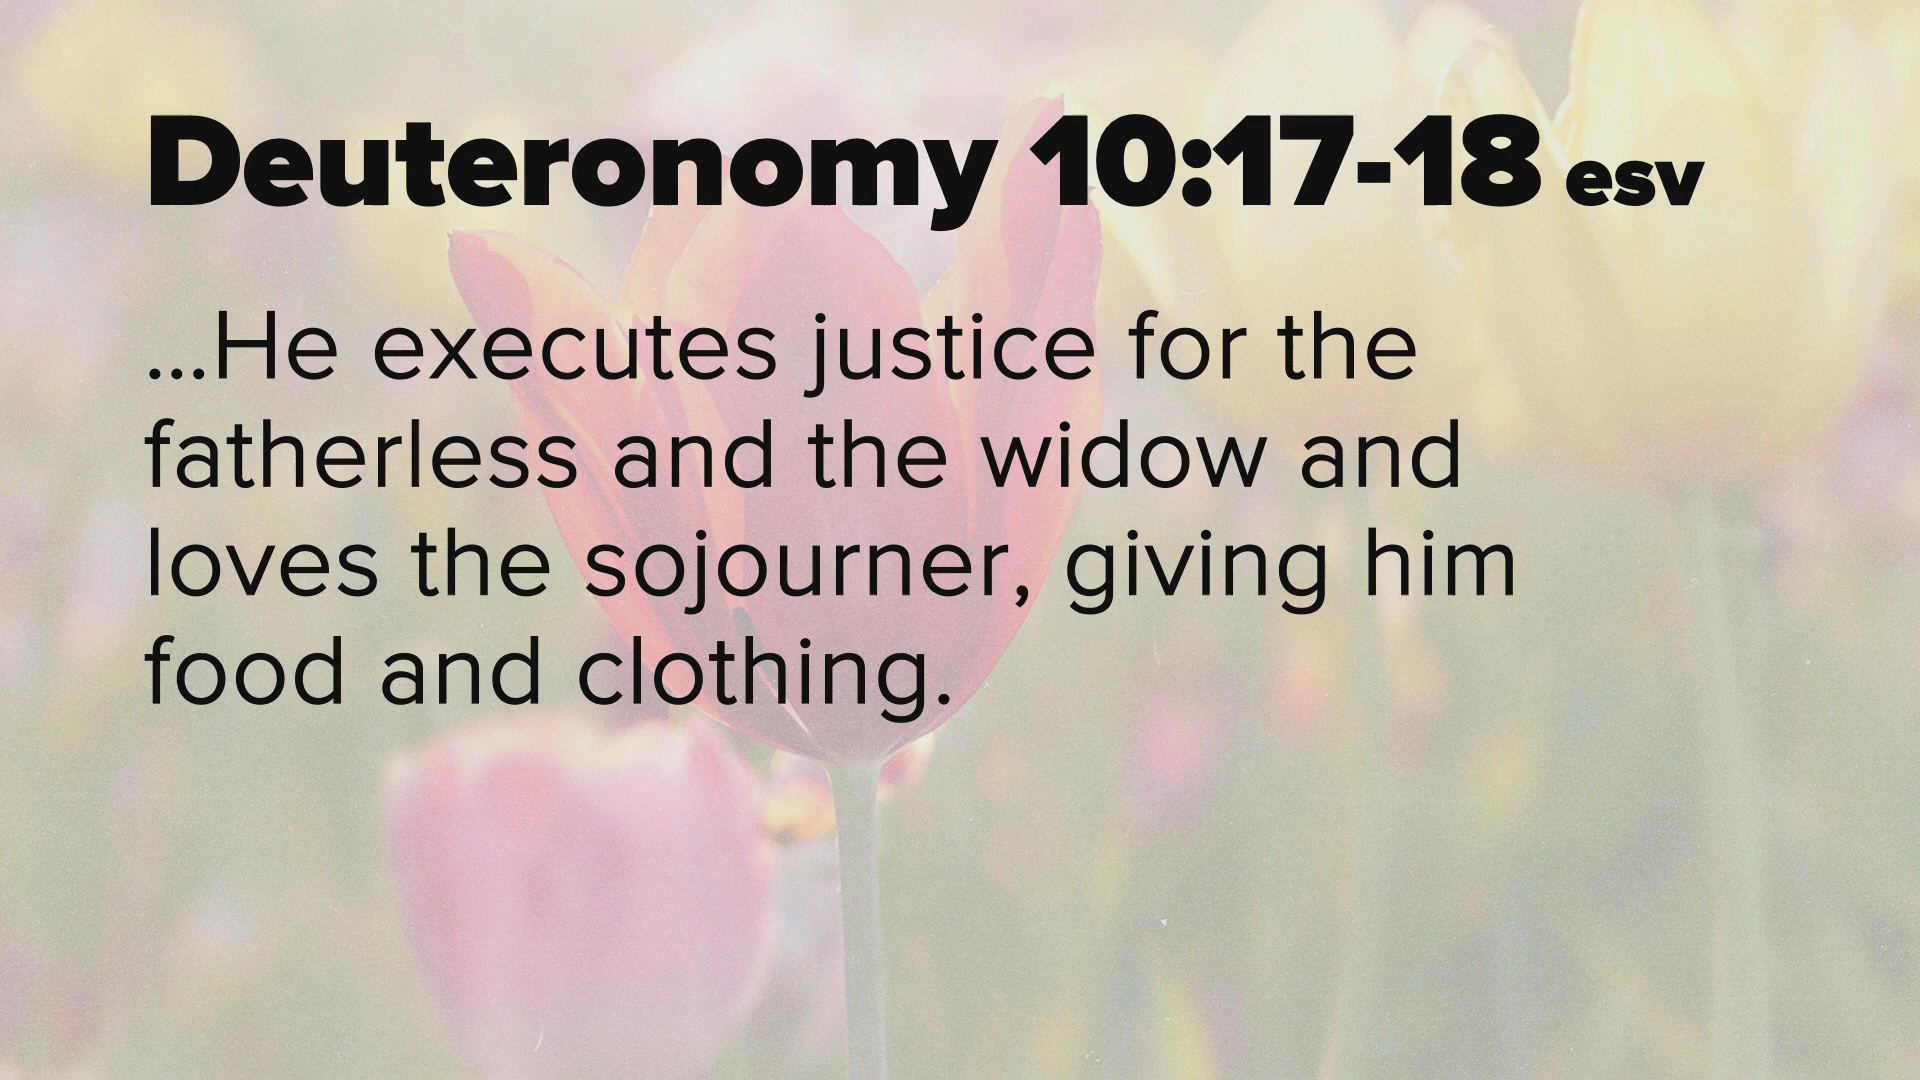 Deuteronomy 10:17-18 esv
...He executes justice for the
fatherless and the widow and
loves the sojourner, giving him
food and clothing.